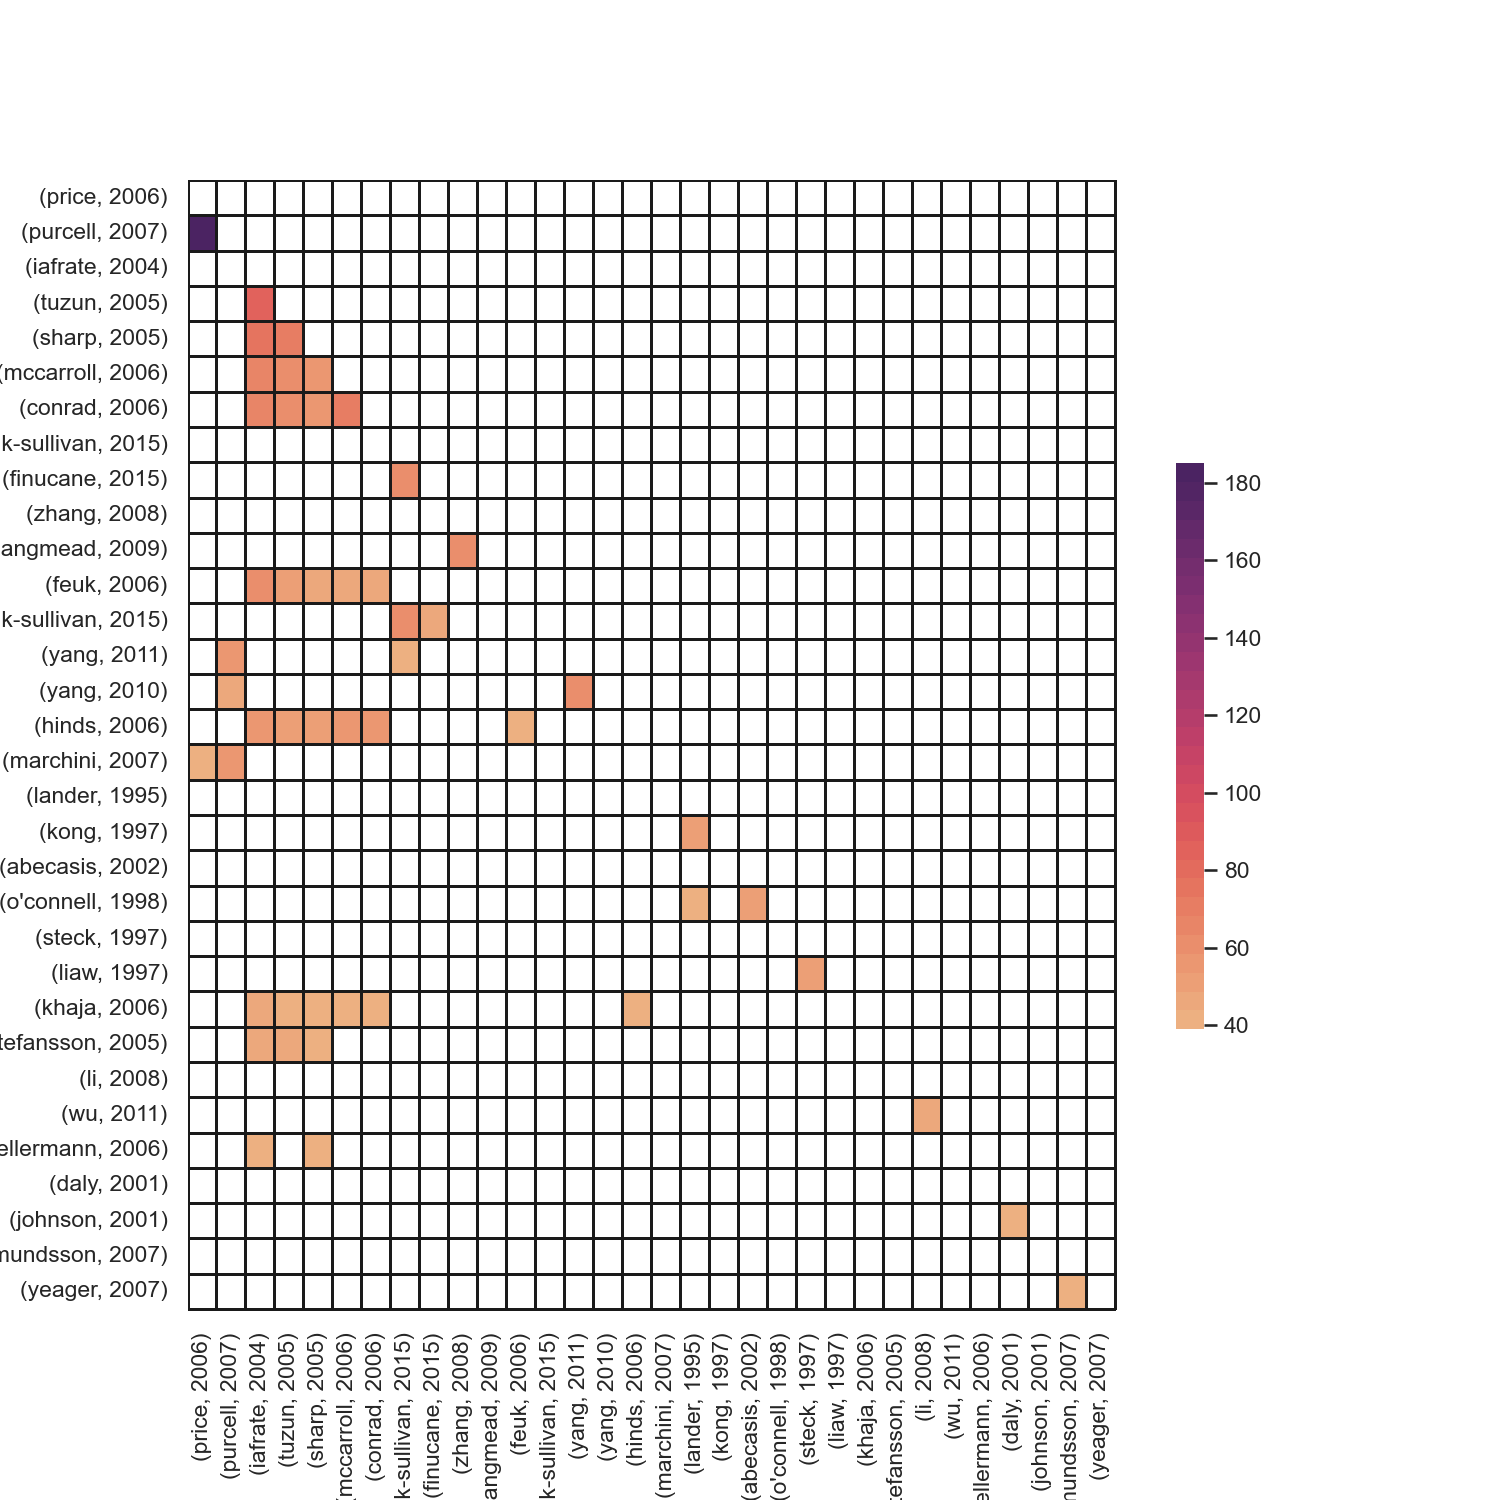 (price, 2006)
(purcell, 2007)
(iafrate, 2004)
(tuzun, 2005)
(sharp, 2005)
(mccarroll, 2006)
(conrad, 2006)
k-sullivan, 2015)
(finucane, 2015)
(zhang, 2008)
angmead, 2009)
(feuk, 2006)
k-sullivan, 2015)
(yang, 2011)
(yang, 2010)
(hinds, 2006)
(marchini, 2007)
(lander, 1995)
(kong, 1997)
(abecasis, 2002)
(o'connell, 1998)
(steck, 1997)
(liaw, 1997)
(khaja, 2006)
tefansson, 2005)
(li, 2008)
(wu, 2011)
ellermann, 2006)
(daly, 2001)
(johnson, 2001)
mundsson, 2007)
(yeager, 2007)
(price, 2006)
(purcell, 2007)
(iafrate, 2004)
(tuzun, 2005)
(sharp, 2005)
(mccarroll, 2006)
(conrad, 2006)
k-sullivan, 2015)
(finucane, 2015)
(zhang, 2008)
angmead, 2009)
(feuk, 2006)
k-sullivan, 2015)
(yang, 2011)
(yang, 2010)
(hinds, 2006)
(marchini, 2007)
(lander, 1995)
(kong, 1997)
(abecasis, 2002)
(o'connell, 1998)
(steck, 1997)
(liaw, 1997)
(khaja, 2006)
tefansson, 2005)
(li, 2008)
(wu, 2011)
ellermann, 2006)
(daly, 2001)
(johnson, 2001)
mundsson, 2007)
(yeager, 2007)
180
160
140
120
100
80
60
40